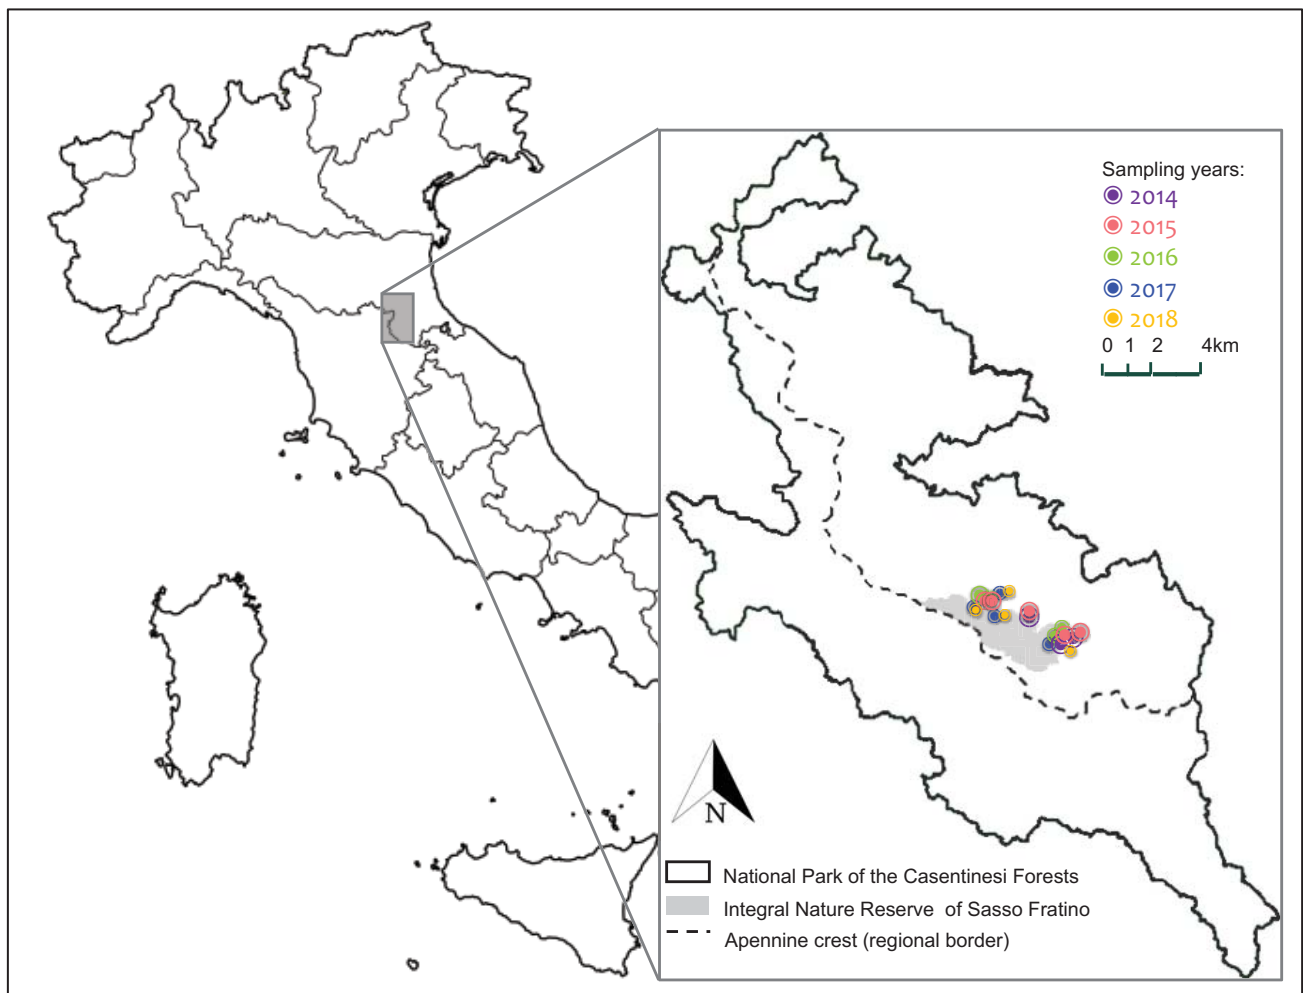 Sampling years:
2014
2015
2016
2017
2018
0 1 2 4km
N
National Park of the Casentinesi Forests
Integral Nature Reserve of Sasso Fratino
Apennine crest (regional border)